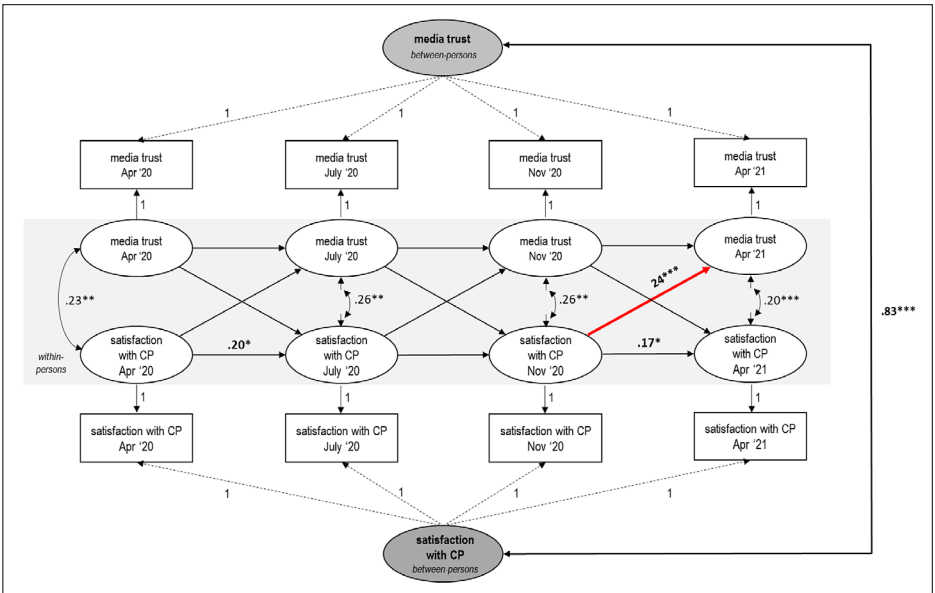 media trust
between-persons
1
1
1
1
media trust
Apr ‘20
media trust
July ‘20
media trust
Nov ‘20
media trust
Apr ‘21
1
1
1
1
media trust
Apr ‘20
media trust
July ‘20
media trust
Nov ‘20
media trust
Apr ‘21
24***
.23**
.26**
.26**
.20***
.83***
within-
persons
satisfaction
with CP
Apr ‘20
.20*
satisfaction
with CP
July ‘20
satisfaction
with CP
Nov ‘20
.17*
satisfaction
with CP
Apr ‘21
1
1
1
1
satisfaction with CP
Apr ‘20
satisfaction with CP
July ‘20
satisfaction with CP
Nov ‘20
satisfaction with CP
Apr ‘21
1
1
1
1
satisfaction
with CP
between-persons